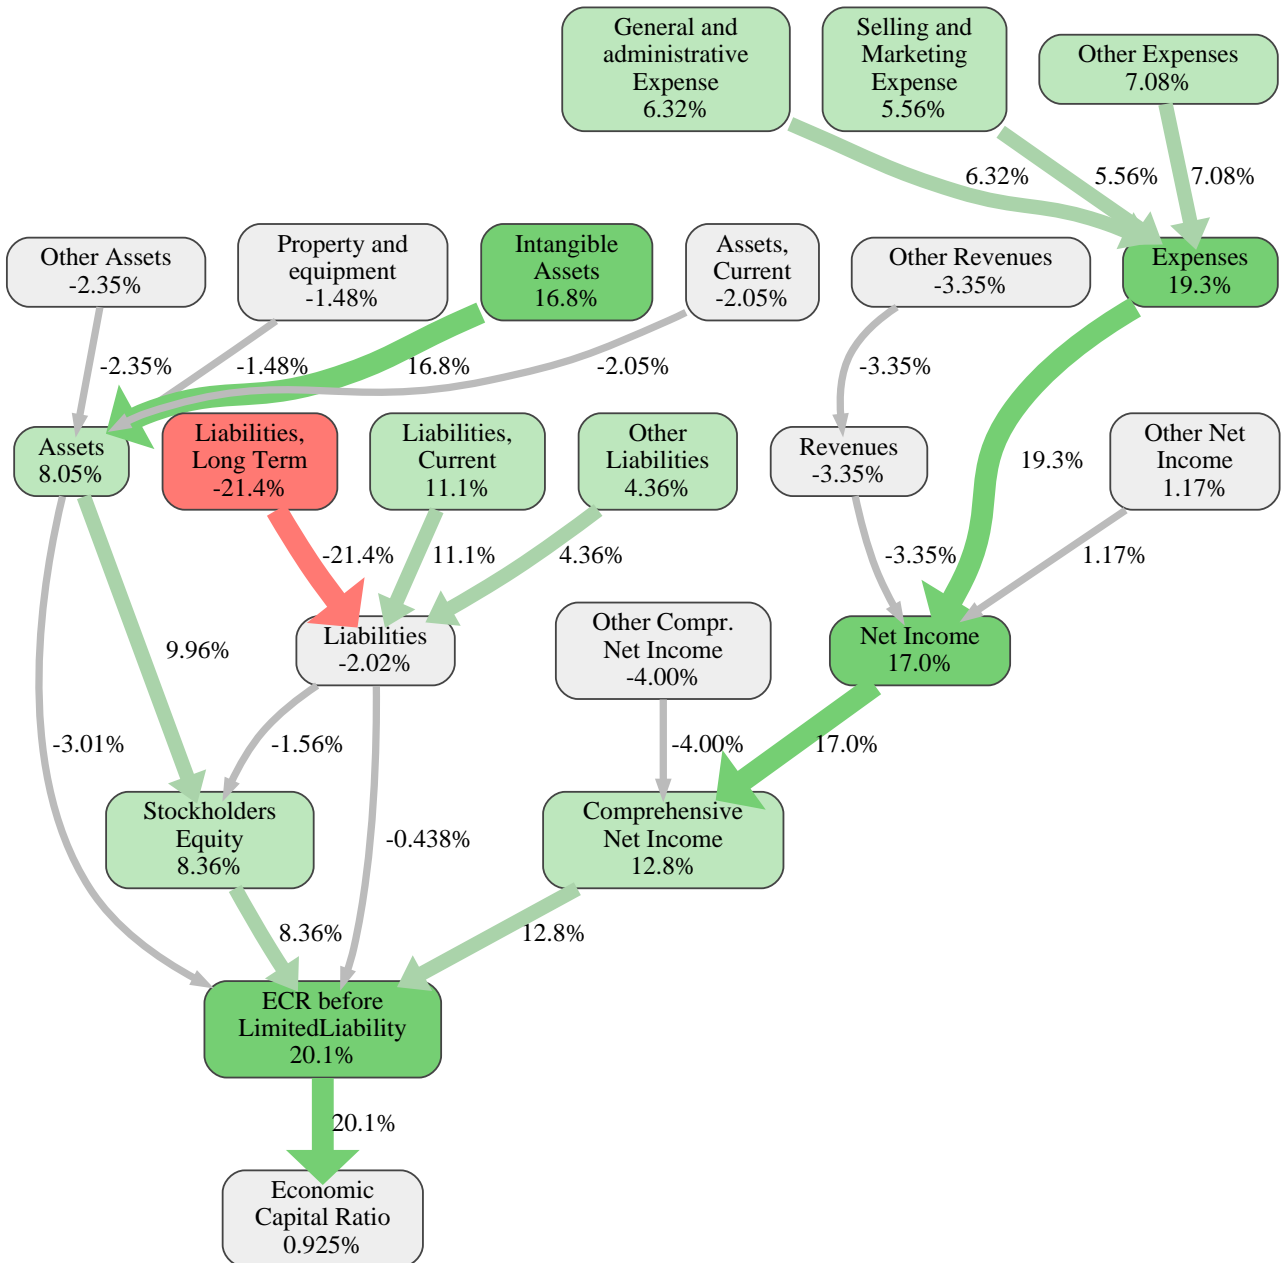 General and
administrative
Expense
6.32%
Selling and
Marketing
Expense
5.56%
Other Expenses
7.08%
6.32%
5.56%
7.08%
Other Assets
-2.35%
Property and
equipment
-1.48%
Intangible
Assets
16.8%
Assets,
Current
-2.05%
Other Revenues
-3.35%
Expenses
19.3%
-2.35%
-1.48%
16.8%
-2.05%
-3.35%
19.3%
Assets
8.05%
Liabilities,
Long Term
-21.4%
Liabilities,
Current
11.1%
Other
Liabilities
4.36%
Revenues
-3.35%
Other Net
Income
1.17%
-21.4%
11.1%
4.36%
-3.35%
1.17%
9.96%
Liabilities
-2.02%
Other Compr.
Net Income
-4.00%
Net Income
17.0%
-3.01%
-1.56%
-0.438%
-4.00%
17.0%
Stockholders
Equity
8.36%
Comprehensive
Net Income
12.8%
8.36%
12.8%
ECR before
LimitedLiability
20.1%
20.1%
Economic
Capital Ratio
0.925%